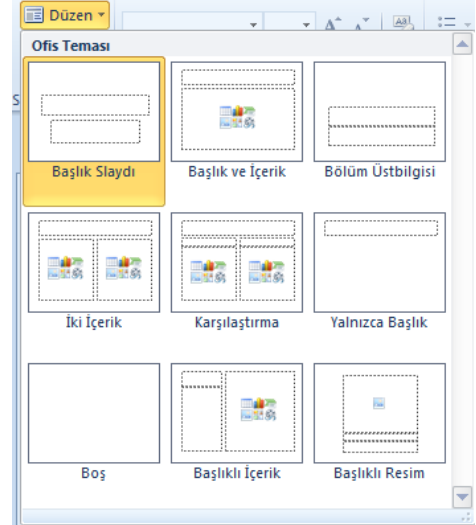 Düzen
Ofis Teması
Başlık Slaydı
Başlık ve İçerik
Bölüm Üstbilgisi
İki İçerik
Karşılaştırma
Yalnızca Başlık
Boş
Başlıklı İçerik
Başlıklı Resim